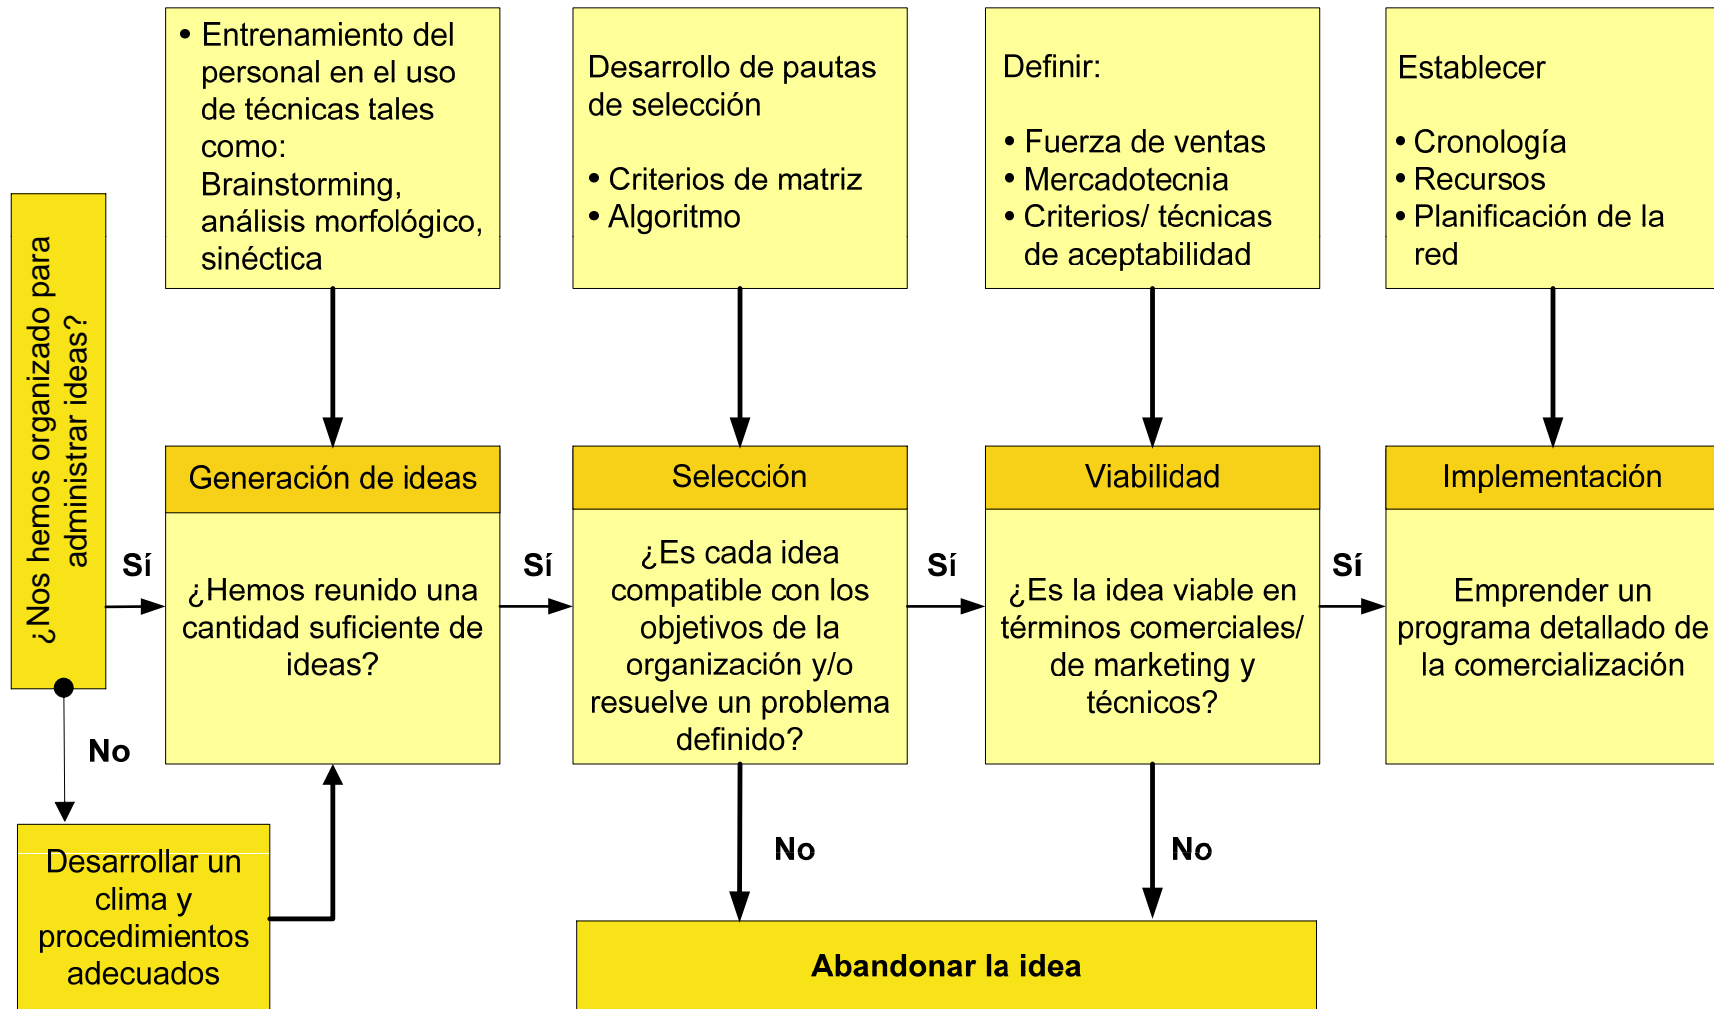 • Entrenamiento del
personal en el uso
de técnicas tales
como:
Brainstorming,
análisis morfológico,
sinéctica
Desarrollo de pautas
de selección
• Criterios de matriz
• Algoritmo
Definir:
• Fuerza de ventas
• Mercadotecnia
• Criterios/ técnicas
de aceptabilidad
Establecer
• Cronología
• Recursos
• Planificación de la
red
¿Nos hemos organizado para
administrar ideas?
Sí
No
Desarrollar un
clima y
procedimientos
adecuados
Generación de ideas
¿Hemos reunido una
cantidad suficiente de
ideas?
Sí
Selección
¿Es cada idea
compatible con los
objetivos de la
organización y/o
resuelve un problema
definido?
Sí
No
Viabilidad
¿Es la idea viable en
términos comerciales/
de marketing y
técnicos?
Sí
No
Implementación
Emprender un
programa detallado de
la comercialización
Abandonar la idea